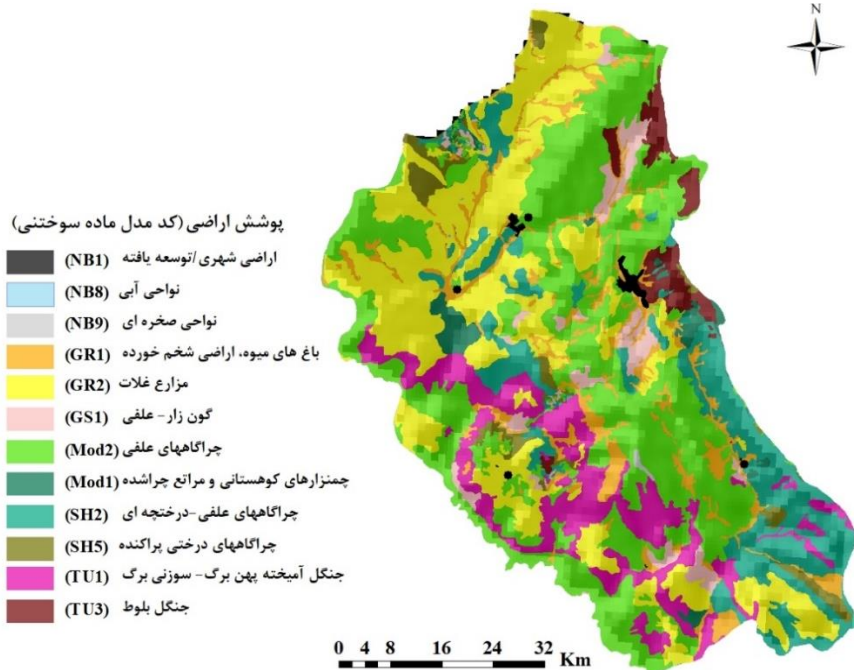 N
پوشش اراضی (کد مدل ماده سوختنی)
اراضی شهری/توسعه یافته (NB1)
نواحی آبی (NB8)
نواحی صخره ای (NB9)
باغ های میوه، اراضی شخم خورده (GR1)
مزارع غلات (GR2)
گون زار- علفی (GS1)
چراگاههای علفی (Mod2)
چمنزارهای کوهستانی و مراتع چراشده (Mod1)
چراگاههای علفی-درختچه ای (SH2)
چراگاههای درختی پراکنده (SH5)
جنگل آمیخته پهن برگ- سوزنی برگ (TU1)
جنگل بلوط (TU3)
0 4 8 16 24 32 Km